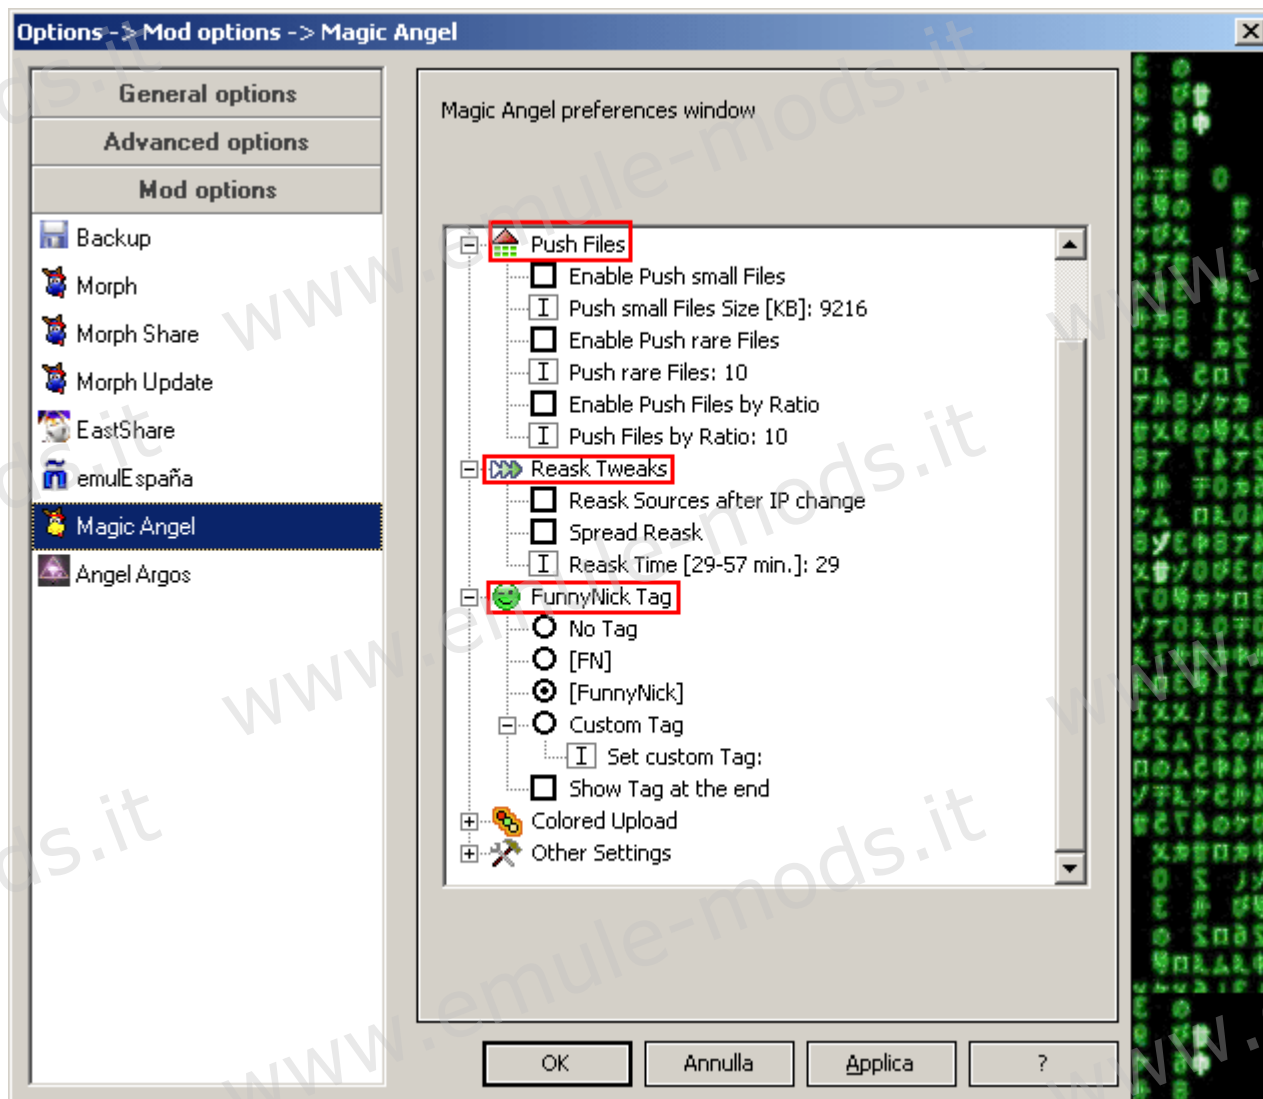 Options -> Mod options -> Magic Angel
General options
Advanced options
Mod options
Backup
Morph
Morph Share
Morph Update
EastShare
emulEspaña
Magic Angel
Angel Argos
Magic Angel preferences window
Push Files
Enable Push small Files
Push small Files Size [KB]: 9216
Enable Push rare Files
Push rare Files: 10
Enable Push Files by Ratio
Push Files by Ratio: 10
Reask Tweaks
Reask Sources after IP change
Spread Reask
Reask Time [29-57 min.]: 29
FunnyNick Tag
No Tag
[FN]
[FunnyNick]
Custom Tag
Set custom Tag:
Show Tag at the end
Colored Upload
Other Settings
OK
Annulla
Applica
?
www.emule-mods.it